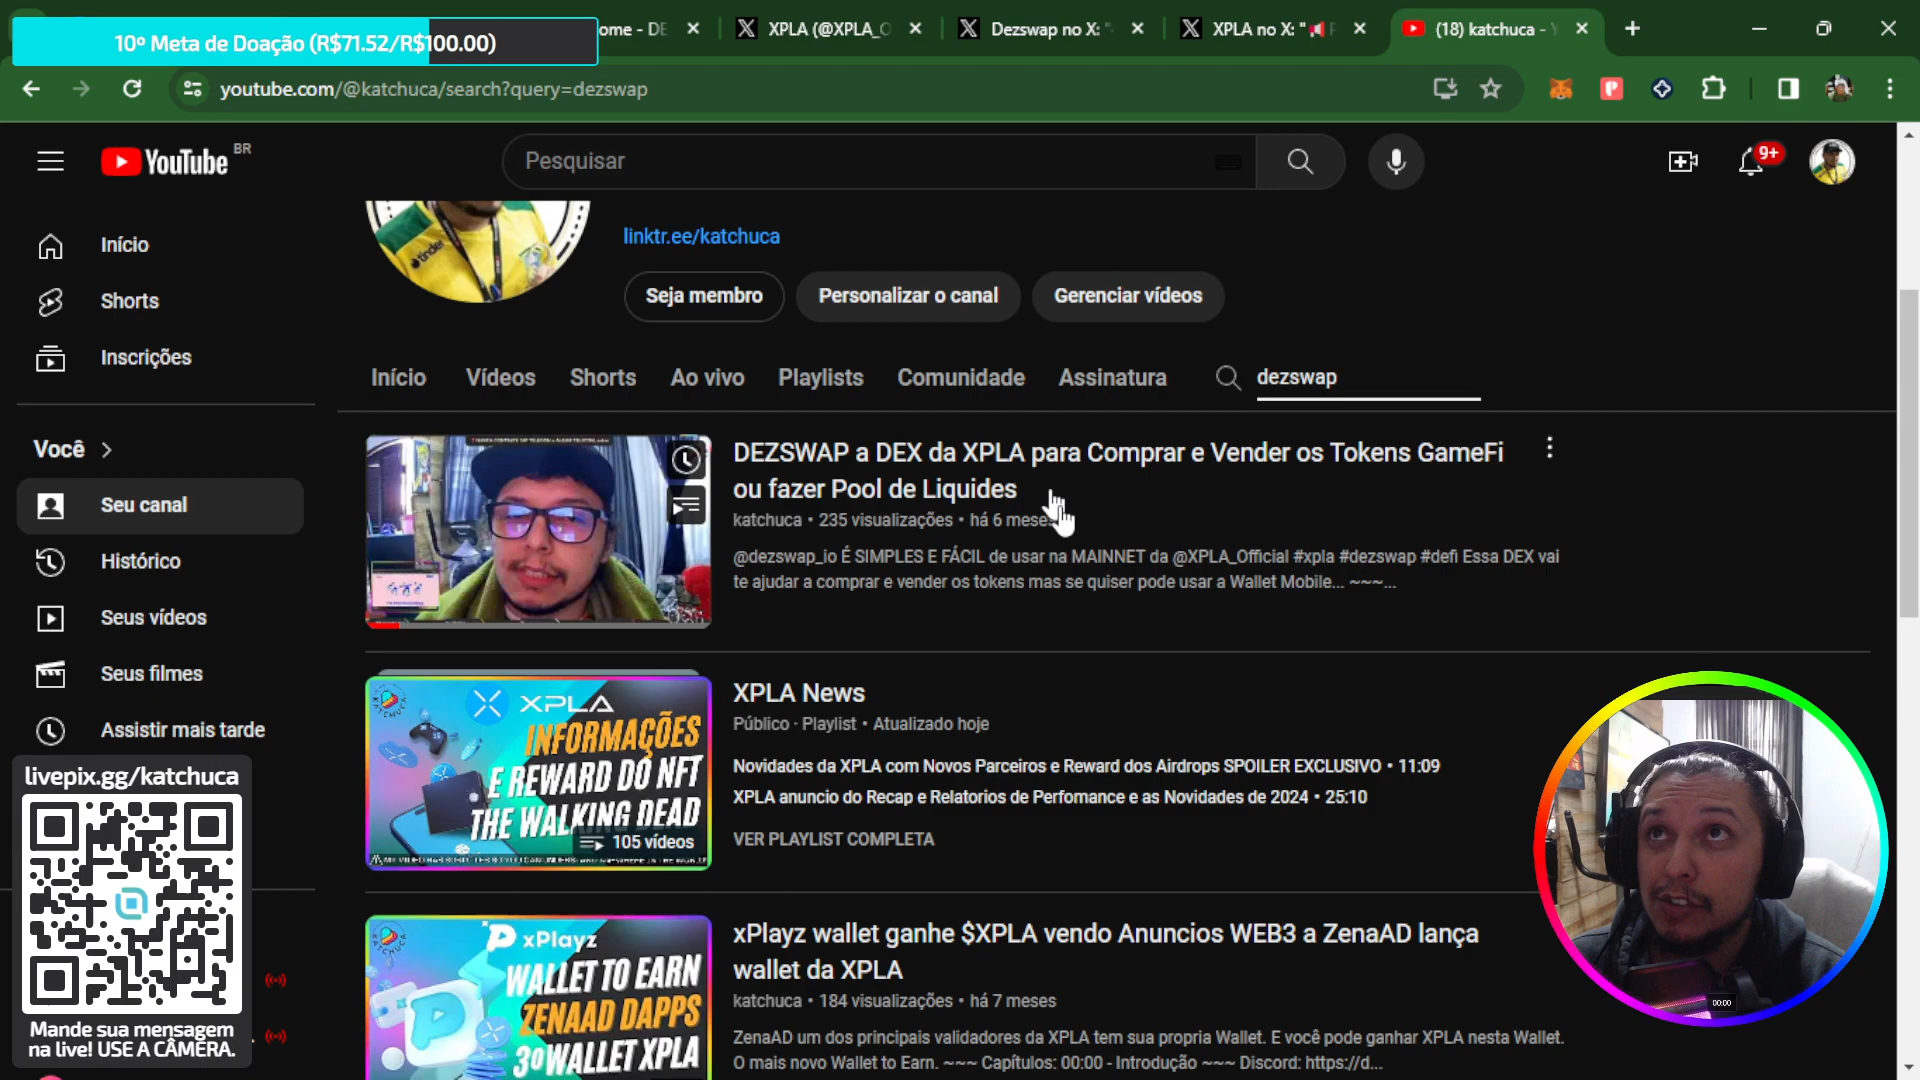 10º Meta de Doação (R$71.52/R$100.00)
ome - DE
XPLA (@XPLA_O
Dezswap no X: "
XPLA no X: "
(18) katchuca -
youtube.com/@katchuca/search?query=dezswap
YouTube BR
Pesquisar
9+
Início
Shorts
Inscrições
Você
Seu canal
Histórico
Seus vídeos
Seus filmes
Assistir mais tarde
linktr.ee/katchuca
Seja membro
Personalizar o canal
Gerenciar vídeos
Início
Vídeos
Shorts
Ao vivo
Playlists
Comunidade
Assinatura
dezswap
DEZSWAP a DEX da XPLA para Comprar e Vender os Tokens GameFi
ou fazer Pool de Liquides
katchuca • 235 visualizações • há 6 meses
@dezswap_io É SIMPLES E FÁCIL de usar na MAINNET da @XPLA_Official #xpla #dezswap #defi Essa DEX vai
te ajudar a comprar e vender os tokens mas se quiser pode usar a Wallet Mobile... ~~~...
XPLA
INFORMAÇÕES
E REWARD DO NFT
THE WALKING DEAD
105 vídeos
XPLA News
Público · Playlist • Atualizado hoje
Novidades da XPLA com Novos Parceiros e Reward dos Airdrops SPOILER EXCLUSIVO • 11:09
XPLA anuncio do Recap e Relatorios de Perfomance e as Novidades de 2024 • 25:10
VER PLAYLIST COMPLETA
xPlayz
WALLET TO EARN
ZENAAD DAPPS
3º WALLET XPLA
xPlayz wallet ganhe $XPLA vendo Anuncios WEB3 a ZenaAD lança
wallet da XPLA
katchuca • 184 visualizações • há 7 meses
ZenaAD um dos principais validadores da XPLA tem sua propria Wallet. E você pode ganhar XPLA nesta Wallet.
O mais novo Wallet to Earn. ~~~ Capítulos: 00:00 - Introdução ~~~ Discord: https://d...
livepix.gg/katchuca
Mande sua mensagem
na live! USE A CÂMERA.
tinder
00:00